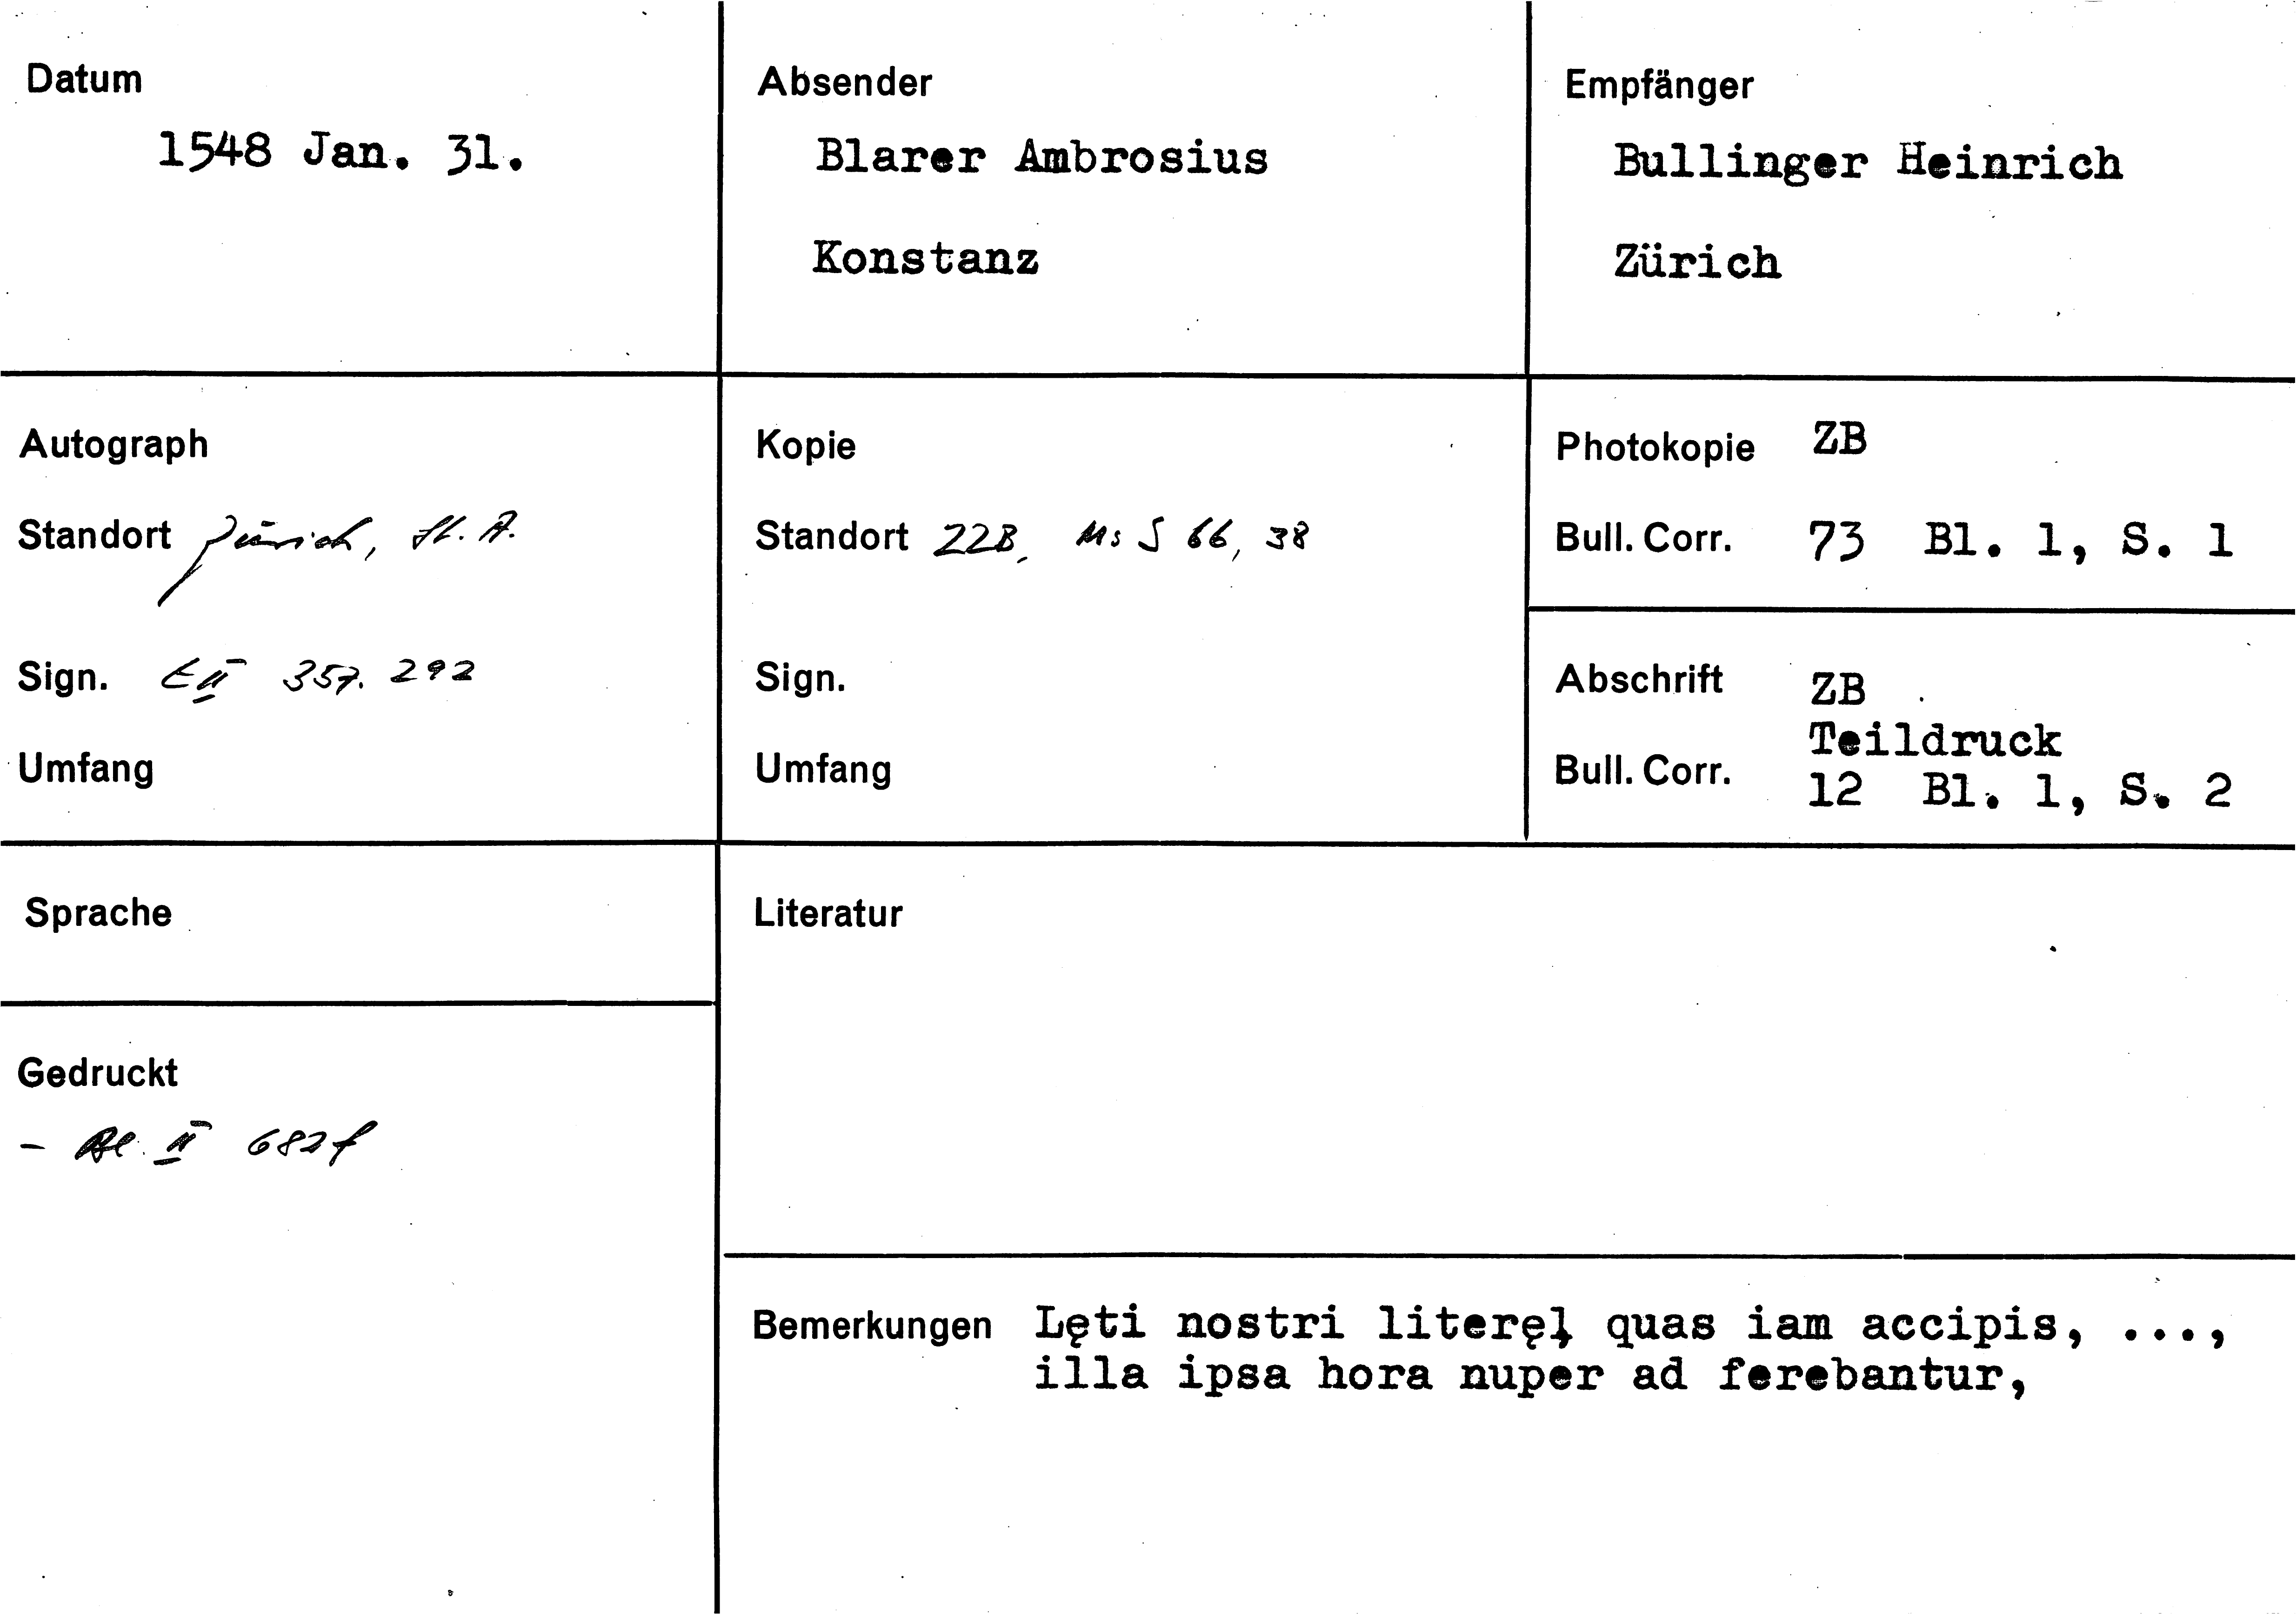 Datum
1548 Jan. 31.
Absender
Blarer Ambrosius
Konstanz
Empfänger
Bullinger Heinrich
Zürich
Autograph
Standort Zürich, St. A.
Sign. E II 357. 292
Umfang
Kopie
Standort ZZB, Ms S 66, 38
Sign.
Umfang
Photokopie ZB
Bull. Corr. 73 Bl. 1, S. 1
Abschrift ZB
Teildruck
Bull. Corr. 12 Bl. 1, S. 2
Sprache
Gedruckt
- Bl. II 682f
Literatur
Bemerkungen Lęti nostri literę, quas iam accipis, ...,
illa ipsa hora nuper ad ferebantur,